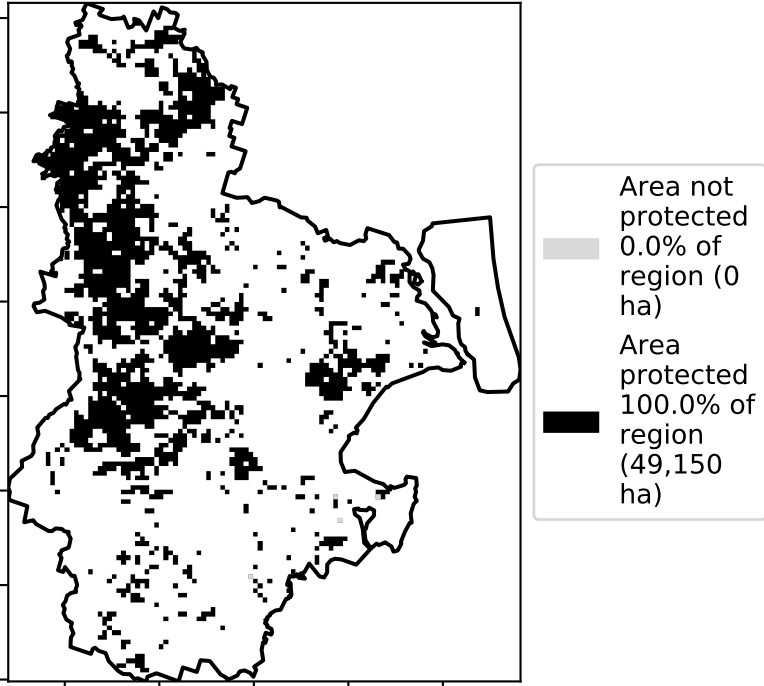 Area not
protected
0.0% of
region (0
ha)
Area
protected
100.0% of
region
(49,150
ha)